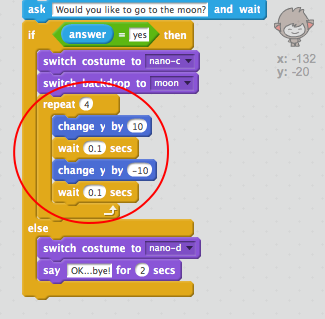 ask Would you like to go to the moon? and wait
if answer = yes then
switch costume to nano-c
switch backdrop to moon
repeat 4
change y by 10
wait 0.1 secs
change y by -10
wait 0.1 secs
else
switch costume to nano-d
say OK...bye! for 2 secs
x: -132
y: -20